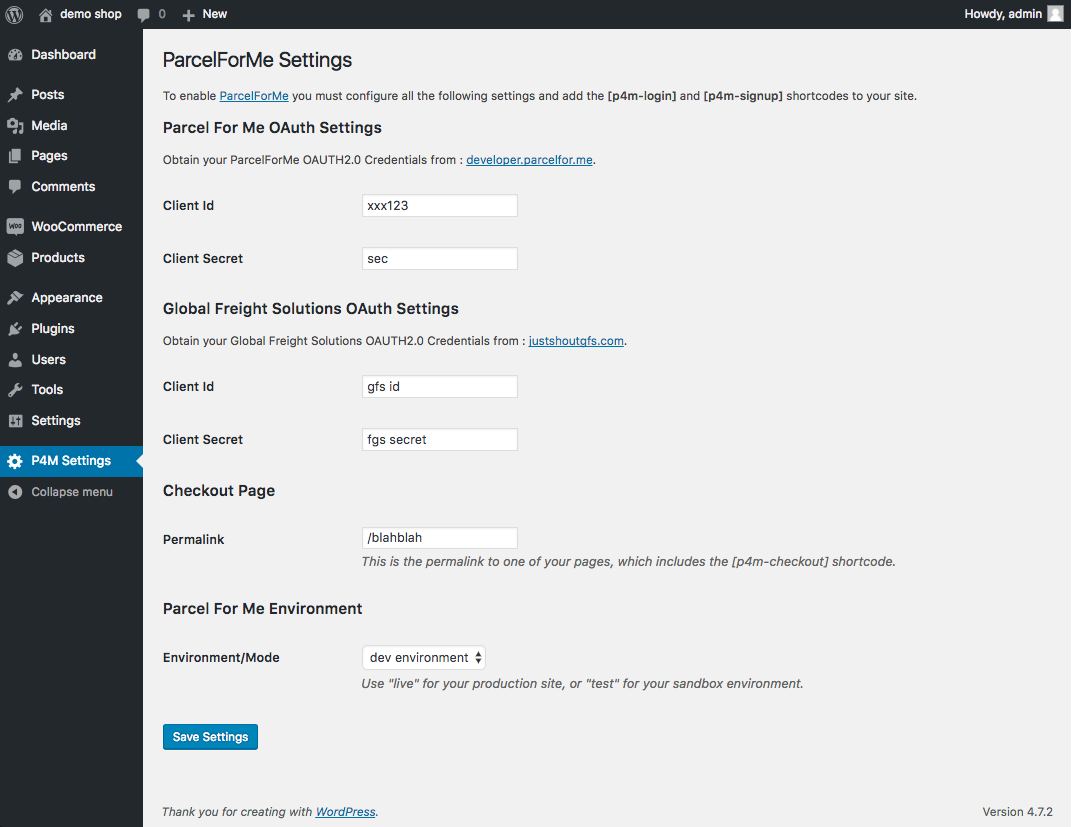 demo shop 0 New Howdy, admin
Dashboard
Posts
Media
Pages
Comments
WooCommerce
Products
Appearance
Plugins
Users
Tools
Settings
P4M Settings
Collapse menu
ParcelForMe Settings
To enable ParcelForMe you must configure all the following settings and add the [p4m-login] and [p4m-signup] shortcodes to your site.
Parcel For Me OAuth Settings
Obtain your ParcelForMe OAUTH2.0 Credentials from : developer.parcelfor.me.
Client Id xxx123
Client Secret sec
Global Freight Solutions OAuth Settings
Obtain your Global Freight Solutions OAUTH2.0 Credentials from : justshoutgfs.com.
Client Id gfs id
Client Secret fgs secret
Checkout Page
Permalink /blahblah
This is the permalink to one of your pages, which includes the [p4m-checkout] shortcode.
Parcel For Me Environment
Environment/Mode dev environment
Use "live" for your production site, or "test" for your sandbox environment.
Save Settings
Thank you for creating with WordPress. Version 4.7.2